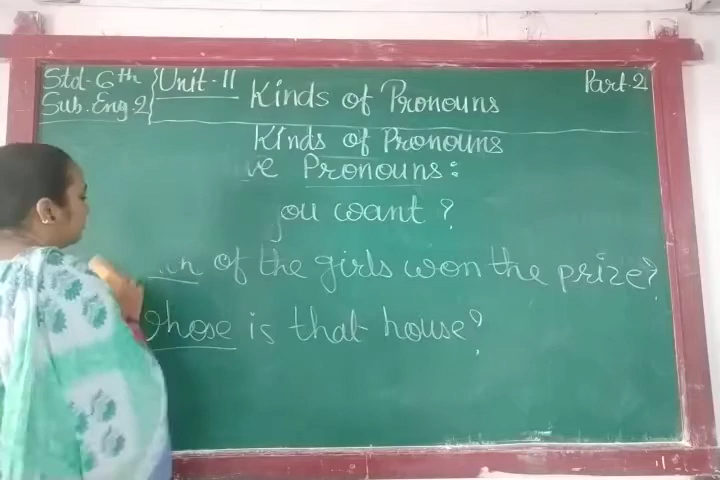 Std-6th { Unit-11 Kinds of Pronouns Part-2
Sub. Eng-2
Kinds of Pronouns
ve Pronouns:
you want?
of the girls won the prize?
is that house?